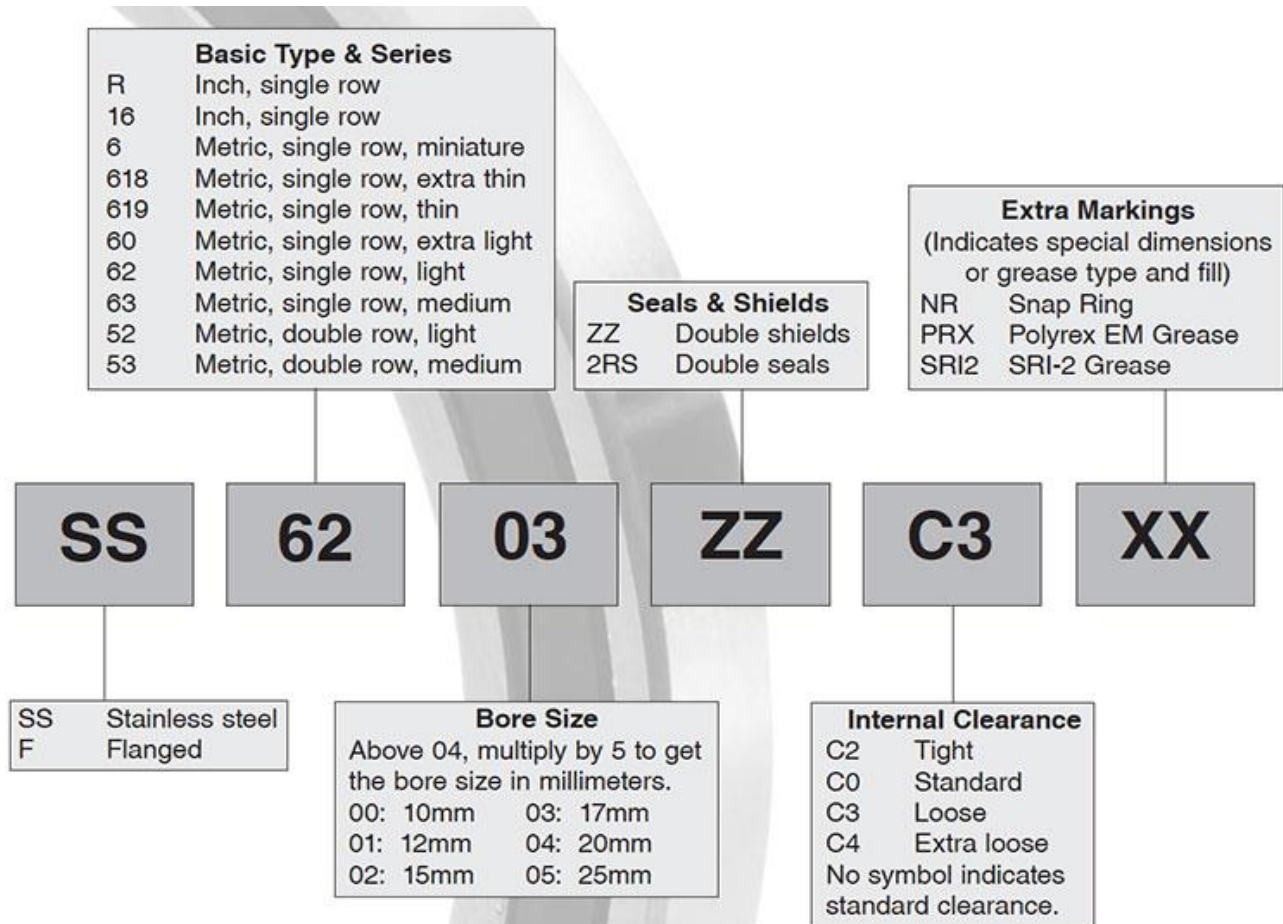 Basic Type & Series
R Inch, single row
16 Inch, single row
6 Metric, single row, miniature
618 Metric, single row, extra thin
619 Metric, single row, thin
60 Metric, single row, extra light
62 Metric, single row, light
63 Metric, single row, medium
52 Metric, double row, light
53 Metric, double row, medium
Seals & Shields
ZZ Double shields
2RS Double seals
Extra Markings
(Indicates special dimensions
or grease type and fill)
NR Snap Ring
PRX Polyrex EM Grease
SRI2 SRI-2 Grease
SS 62 03 ZZ C3 XX
SS Stainless steel
F Flanged
Bore Size
Above 04, multiply by 5 to get
the bore size in millimeters.
00: 10mm 03: 17mm
01: 12mm 04: 20mm
02: 15mm 05: 25mm
Internal Clearance
C2 Tight
C0 Standard
C3 Loose
C4 Extra loose
No symbol indicates
standard clearance.